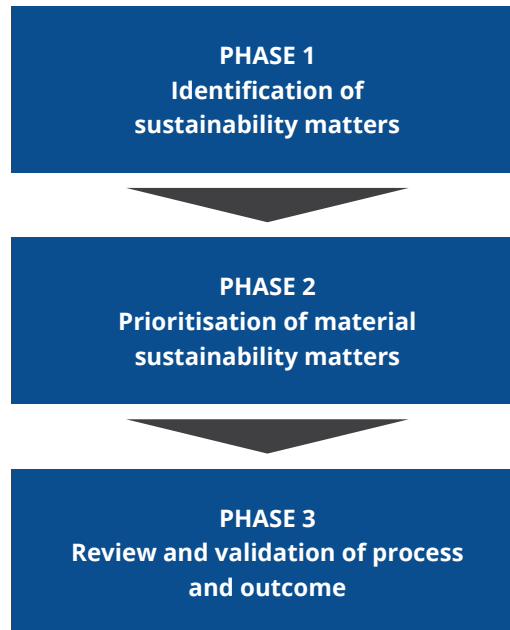 PHASE 1
Identification of
sustainability matters
PHASE 2
Prioritisation of material
sustainability matters
PHASE 3
Review and validation of process
and outcome